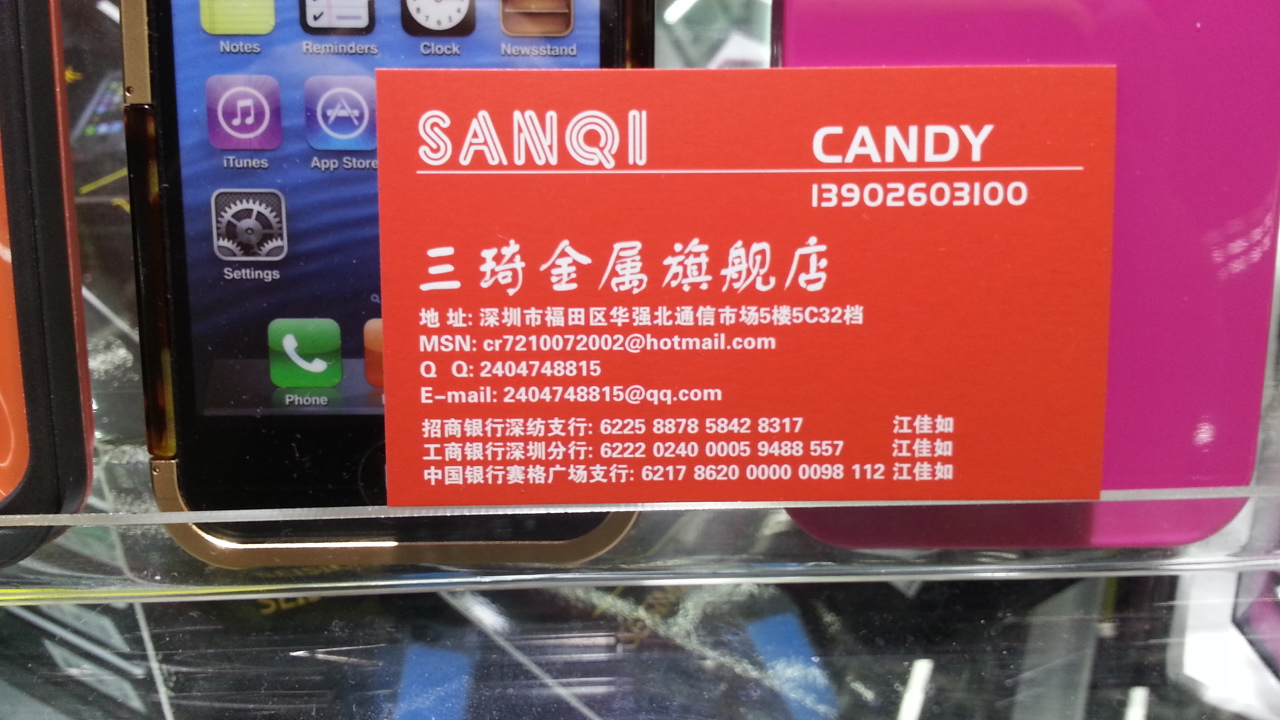 Notes Reminders Clock Newsstand
iTunes App Store
Settings
Phone
SANQI CANDY
13902603100
三琦金属旗舰店
地 址: 深圳市福田区华强北通信市场5楼5C32档
MSN: cr7210072002@hotmail.com
Q Q: 2404748815
E-mail: 2404748815@qq.com
招商银行深纺支行: 6225 8878 5842 8317 江佳如
工商银行深圳分行: 6222 0240 0005 9488 557 江佳如
中国银行赛格广场支行: 6217 8620 0000 0098 112 江佳如